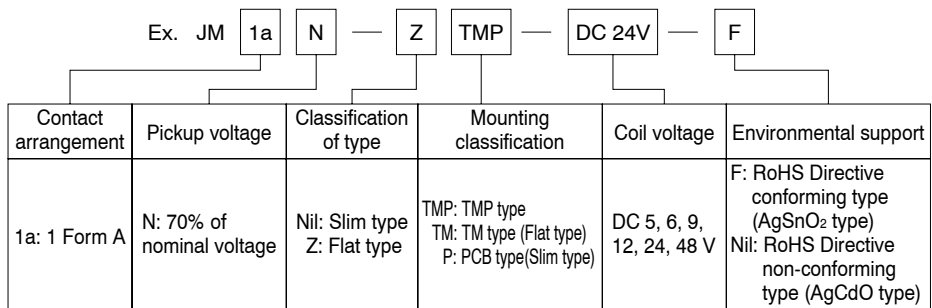 Ex. JM 1a N — Z TMP — DC 24V — F
Contact arrangement
Pickup voltage
Classification of type
Mounting classification
Coil voltage
Environmental support
1a: 1 Form A
N: 70% of
nominal voltage
Nil: Slim type
Z: Flat type
TMP: TMP type
TM: TM type (Flat type)
P: PCB type(Slim type)
DC 5, 6, 9,
12, 24, 48 V
F: RoHS Directive
conforming type
(AgSnO₂ type)
Nil: RoHS Directive
non-conforming
type (AgCdO type)